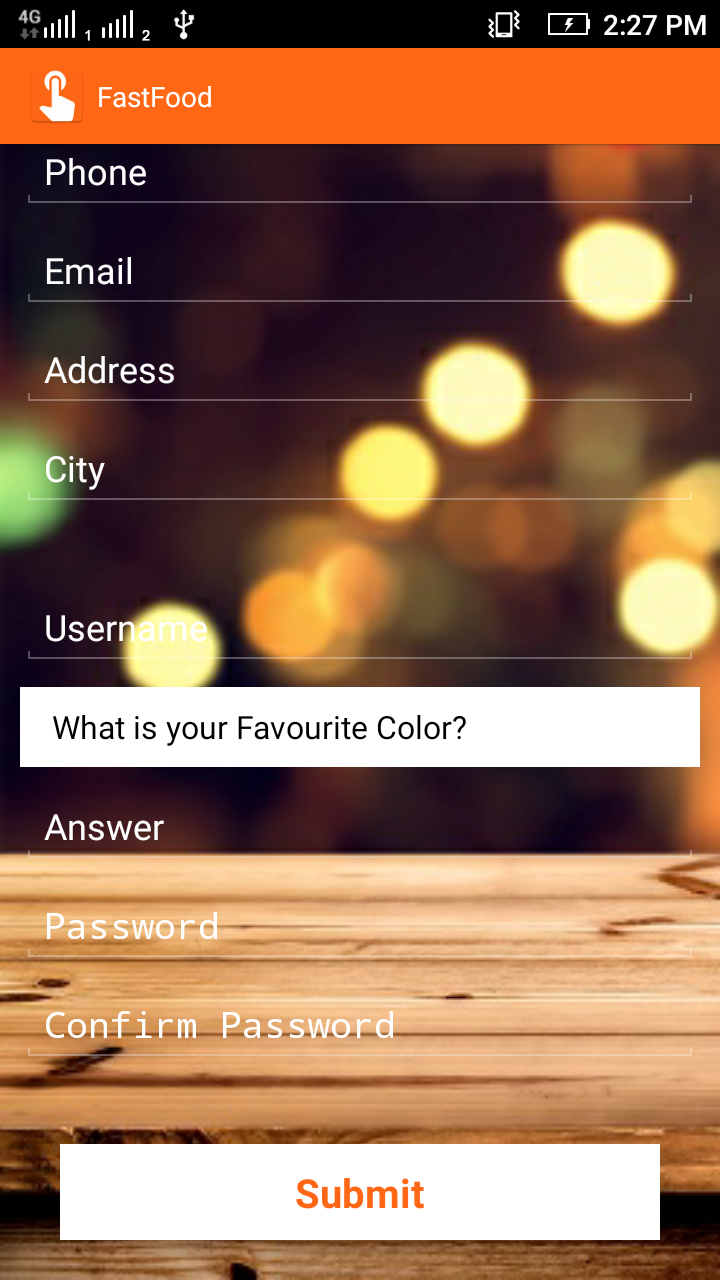 4G 1 2 2:27 PM
FastFood
Phone
Email
Address
City
Username
What is your Favourite Color?
Answer
Password
Confirm Password
Submit